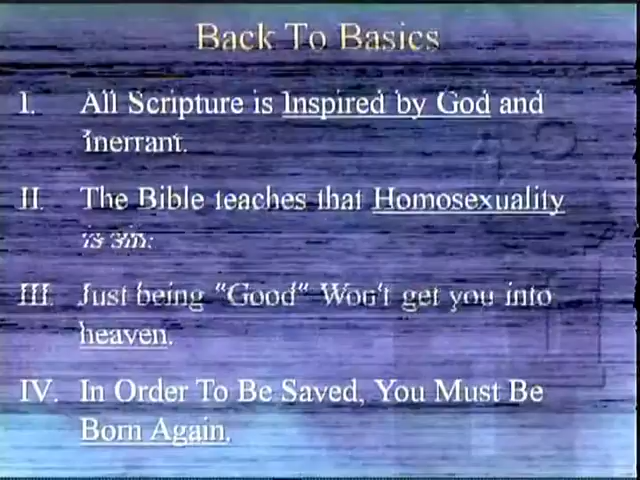 Back To Basics
I. All Scripture is Inspired by God and
Inerrant.
II. The Bible teaches that Homosexuality
is sin.
III. Just being "Good" Won't get you into
heaven.
IV. In Order To Be Saved, You Must Be
Born Again.